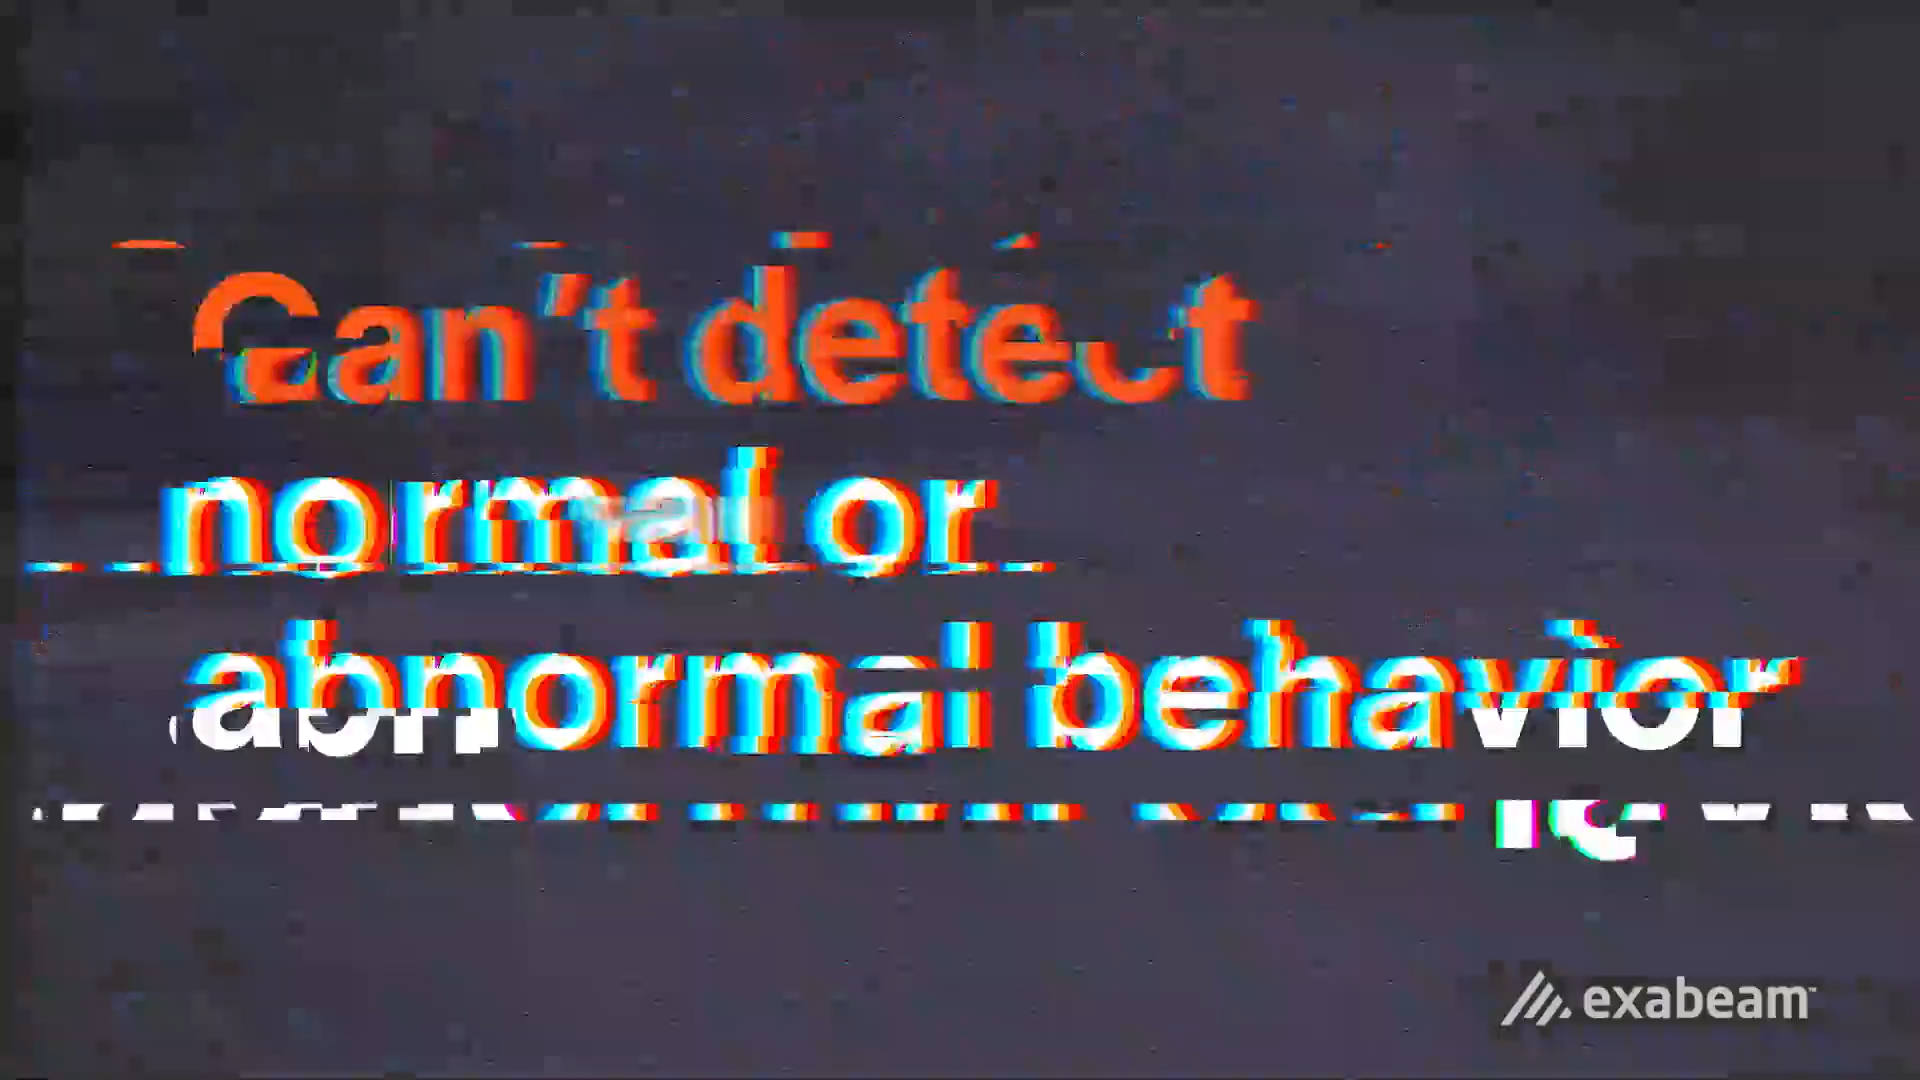 Can't detect
normal or
abnormal behavior
exabeam